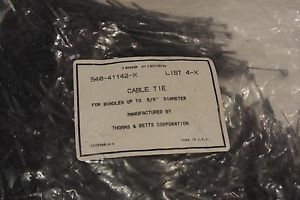 1000 PIECES
540-41142-X LIST 4-X
CABLE TIE
FOR BUNDLES UP TO 5/8" DIAMETER
MANUFACTURED BY
THOMAS & BETTS CORPORATION
MADE IN U.S.A.